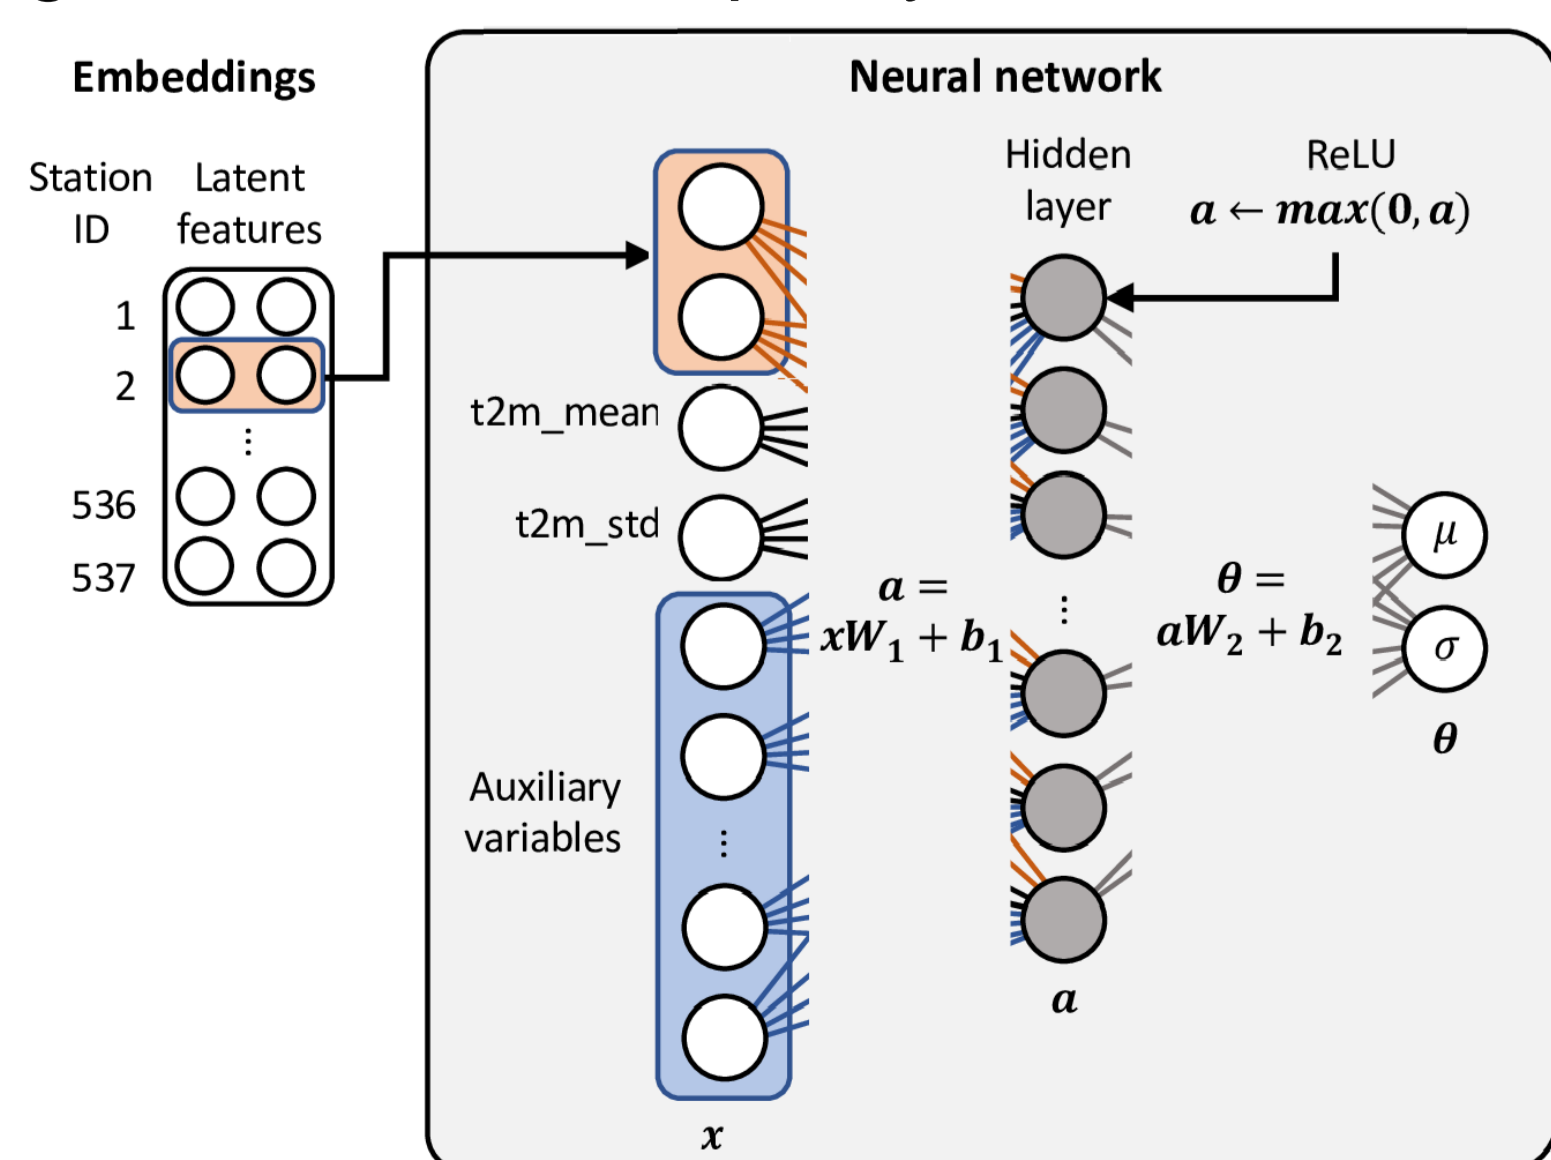 Embeddings
Neural network
Station
ID
Latent
features
1
2
⋮
536
537
t2m_mean
t2m_std
Auxiliary
variables
⋮
x
a =
xW₁ + b₁
Hidden
layer
⋮
a
ReLU
a ← max(0, a)
θ =
aW₂ + b₂
μ
σ
θ